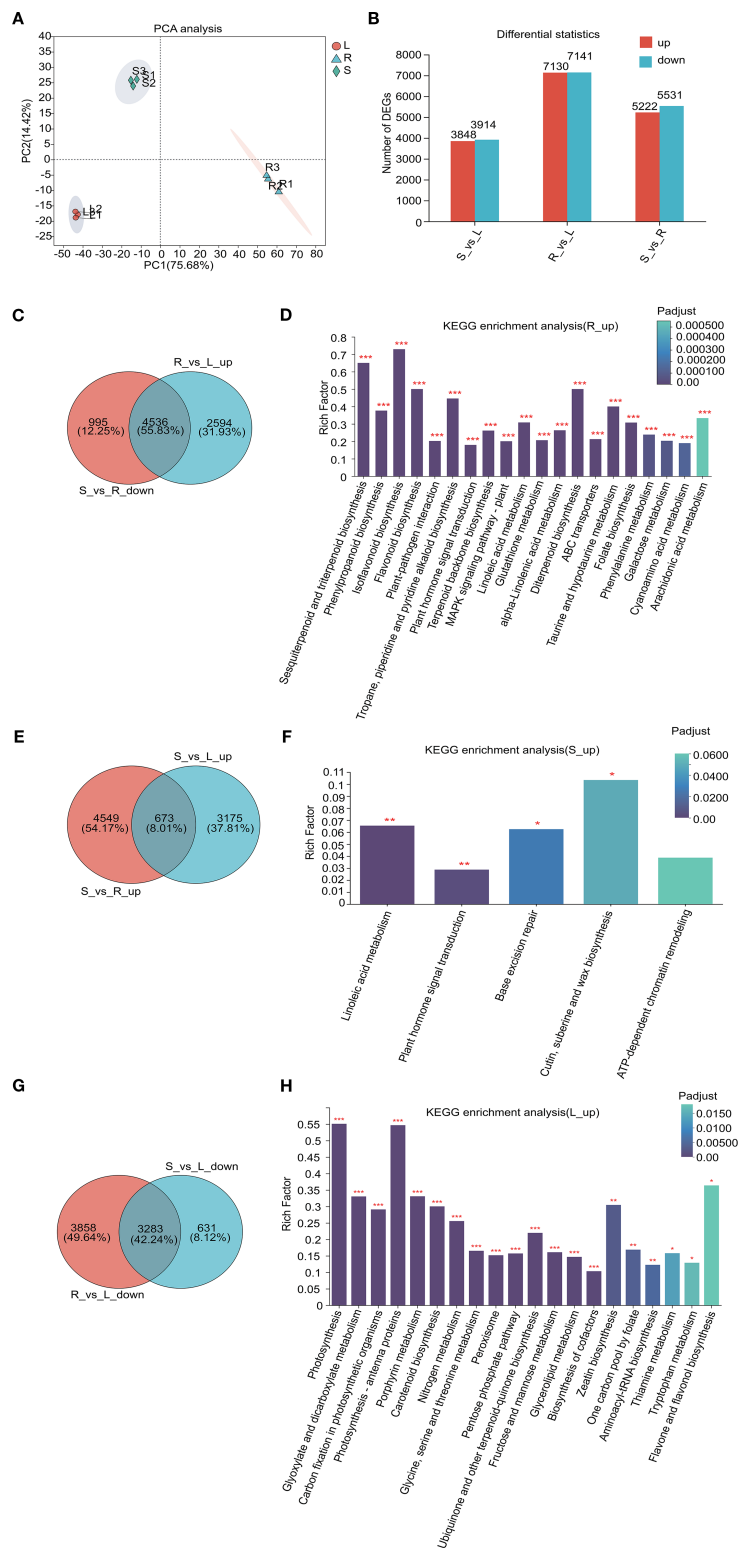 A
PCA analysis
L
R
S
PC2(14.42%)
40
35
30
25
20
15
10
5
0
-5
-10
-15
-20
-25
S3
S1
S2
R3
R2
R1
L2
L1
-50 -40 -30 -20 -10 0 10 20 30 40 50 60 70 80
PC1(75.68%)
B
Differential statistics
up
down
Number of DEGs
8000
7000
6000
5000
4000
3000
2000
1000
0
3848 3914
7130 7141
5222 5531
S_vs_L
R_vs_L
S_vs_R
C
R_vs_L_up
995
(12.25%)
4536
(55.83%)
2594
(31.93%)
S_vs_R_down
D
KEGG enrichment analysis(R_up)
Padjust
0.000500
0.000300
0.000200
0.000100
0.00
Rich Factor
0.8
0.7
0.6
0.5
0.4
0.3
0.2
0.1
0
*** *** *** *** *** *** *** *** *** *** *** *** *** *** *** *** *** *** *** ***
Sesquiterpenoid and triterpenoid biosynthesis
Phenylpropanoid biosynthesis
Isoflavonoid biosynthesis
Flavonoid biosynthesis
Plant-pathogen interaction
Tropane, piperidine and pyridine alkaloid biosynthesis
Plant hormone signal transduction
Terpenoid backbone biosynthesis
MAPK signaling pathway - plant
Linoleic acid metabolism
Glutathione metabolism
alpha-Linolenic acid metabolism
Diterpenoid biosynthesis
ABC transporters
Taurine and hypotaurine metabolism
Folate biosynthesis
Phenylalanine metabolism
Galactose metabolism
Cyanoamino acid metabolism
Arachidonic acid metabolism
E
S_vs_L_up
4549
(54.17%)
673
(8.01%)
3175
(37.81%)
S_vs_R_up
F
KEGG enrichment analysis(S_up)
Padjust
0.0600
0.0400
0.0200
0.00
Rich Factor
0.11
0.1
0.09
0.08
0.07
0.06
0.05
0.04
0.03
0.02
0.01
0
** ** * *
Linoleic acid metabolism
Plant hormone signal transduction
Base excision repair
Cutin, suberine and wax biosynthesis
ATP-dependent chromatin remodeling
G
S_vs_L_down
3858
(49.64%)
3283
(42.24%)
631
(8.12%)
R_vs_L_down
H
KEGG enrichment analysis(L_up)
Padjust
0.0150
0.00500
0.00
Rich Factor
0.55
0.5
0.45
0.4
0.35
0.3
0.25
0.2
0.15
0.1
0.05
0
*** *** *** *** *** *** *** *** *** *** *** *** *** *** ** ** ** * * *
Photosynthesis
Glyoxylate and dicarboxylate metabolism
Carbon fixation in photosynthetic organisms
Photosynthesis - antenna proteins
Porphyrin metabolism
Carotenoid biosynthesis
Nitrogen metabolism
Glycine, serine and threonine metabolism
Peroxisome
Pentose phosphate pathway
Ubiquinone and other terpenoid-quinone biosynthesis
Fructose and mannose metabolism
Glycerolipid metabolism
Biosynthesis of cofactors
Zeatin biosynthesis
One carbon pool by folate
Aminoacyl-tRNA biosynthesis
Thiamine metabolism
Tryptophan metabolism
Flavone and flavonol biosynthesis